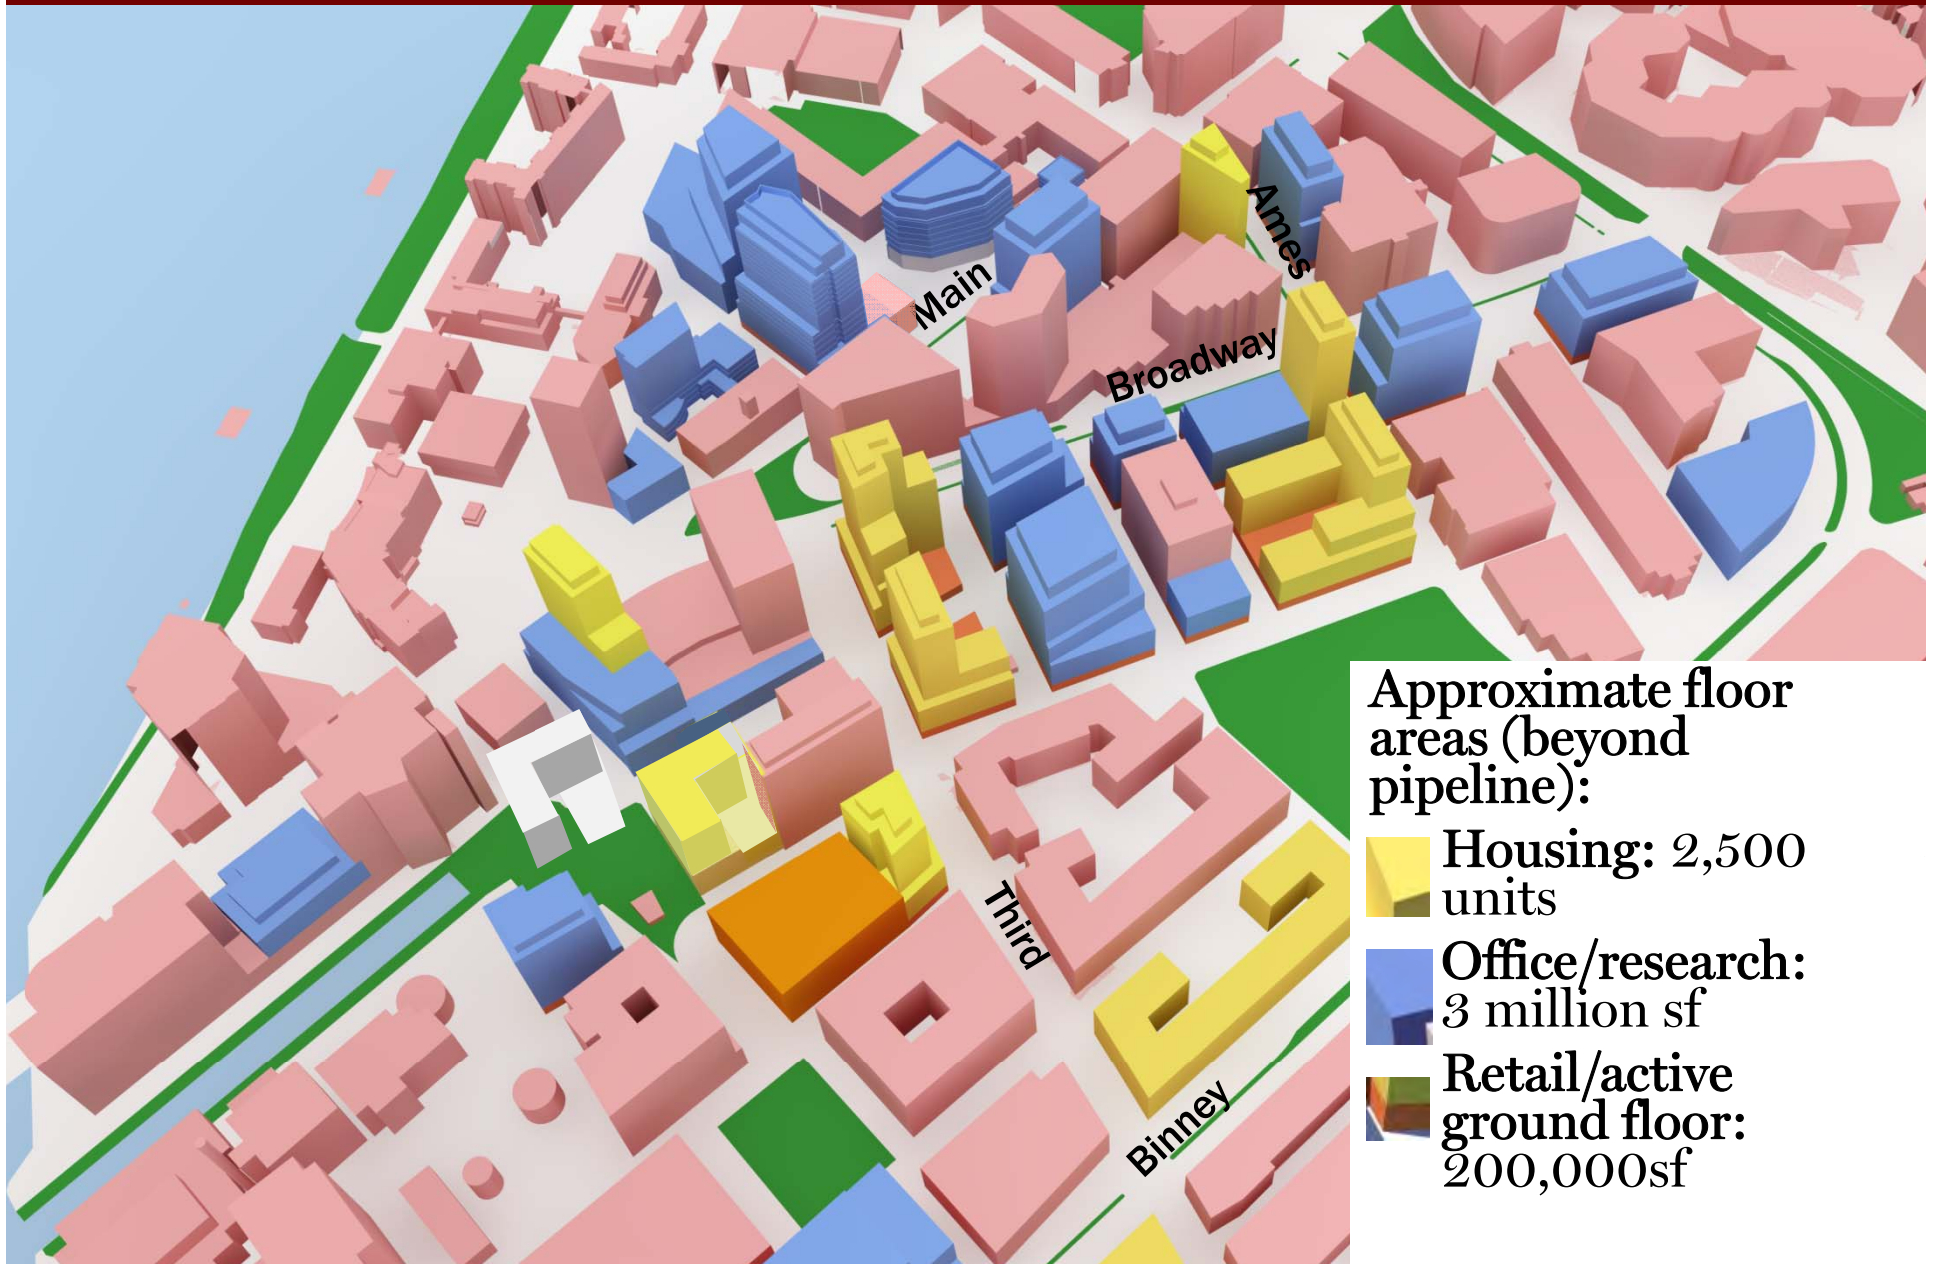 Ames
Main
Broadway
Third
Binney
Approximate floor
areas (beyond
pipeline):
Housing: 2,500
units
Office/research:
3 million sf
Retail/active
ground floor:
200,000sf